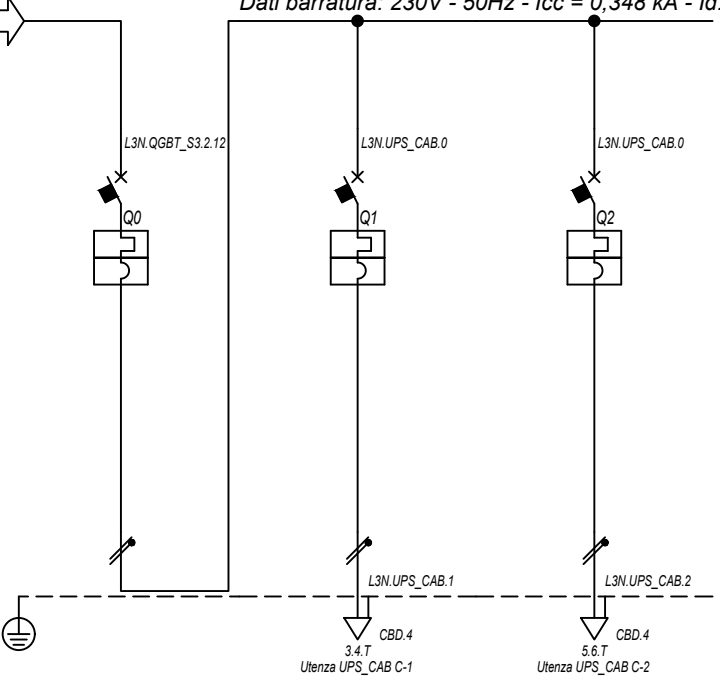 Dati barratura: 230V - 50Hz - Icc = 0,348 kA - Id
L3N.QGBT_S3.2.12
L3N.UPS_CAB.0
L3N.UPS_CAB.0
Q0
Q1
Q2
L3N.UPS_CAB.1
L3N.UPS_CAB.2
CBD.4
CBD.4
3.4.T
5.6.T
Utenza UPS_CAB C-1
Utenza UPS_CAB C-2